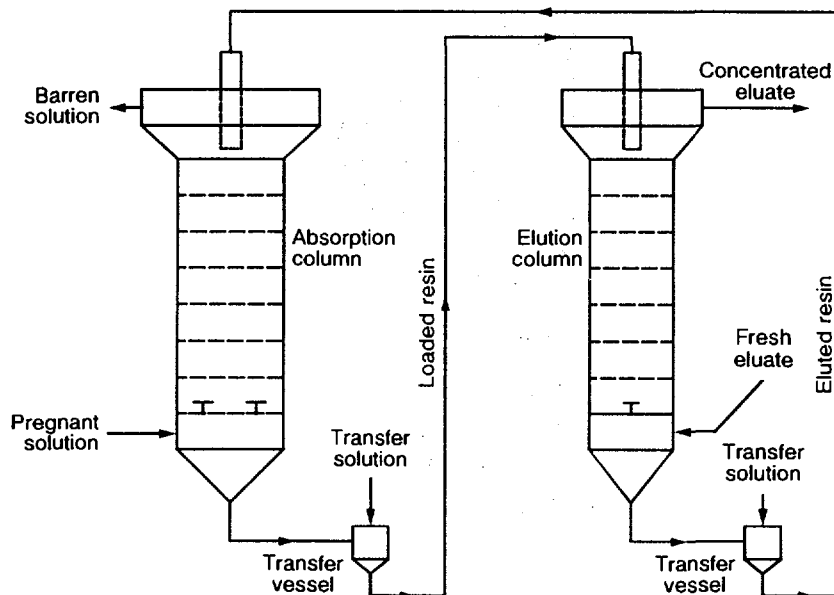 Barren
solution
Concentrated
eluate
Absorption
column
Elution
column
Loaded resin
Eluted resin
Fresh
eluate
Pregnant
solution
Transfer
solution
Transfer
solution
Transfer
vessel
Transfer
vessel